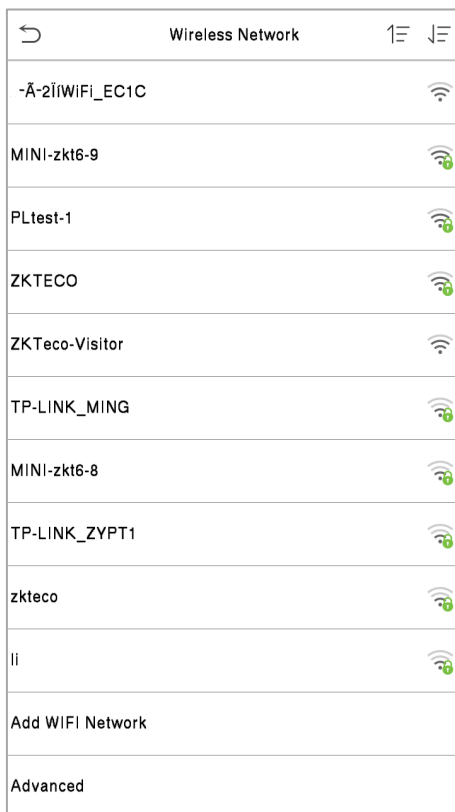 Wireless Network
-Ã-2ÏíWiFi_EC1C
MINI-zkt6-9
PLtest-1
ZKTECO
ZKTeco-Visitor
TP-LINK_MING
MINI-zkt6-8
TP-LINK_ZYPT1
zkteco
li
Add WIFI Network
Advanced